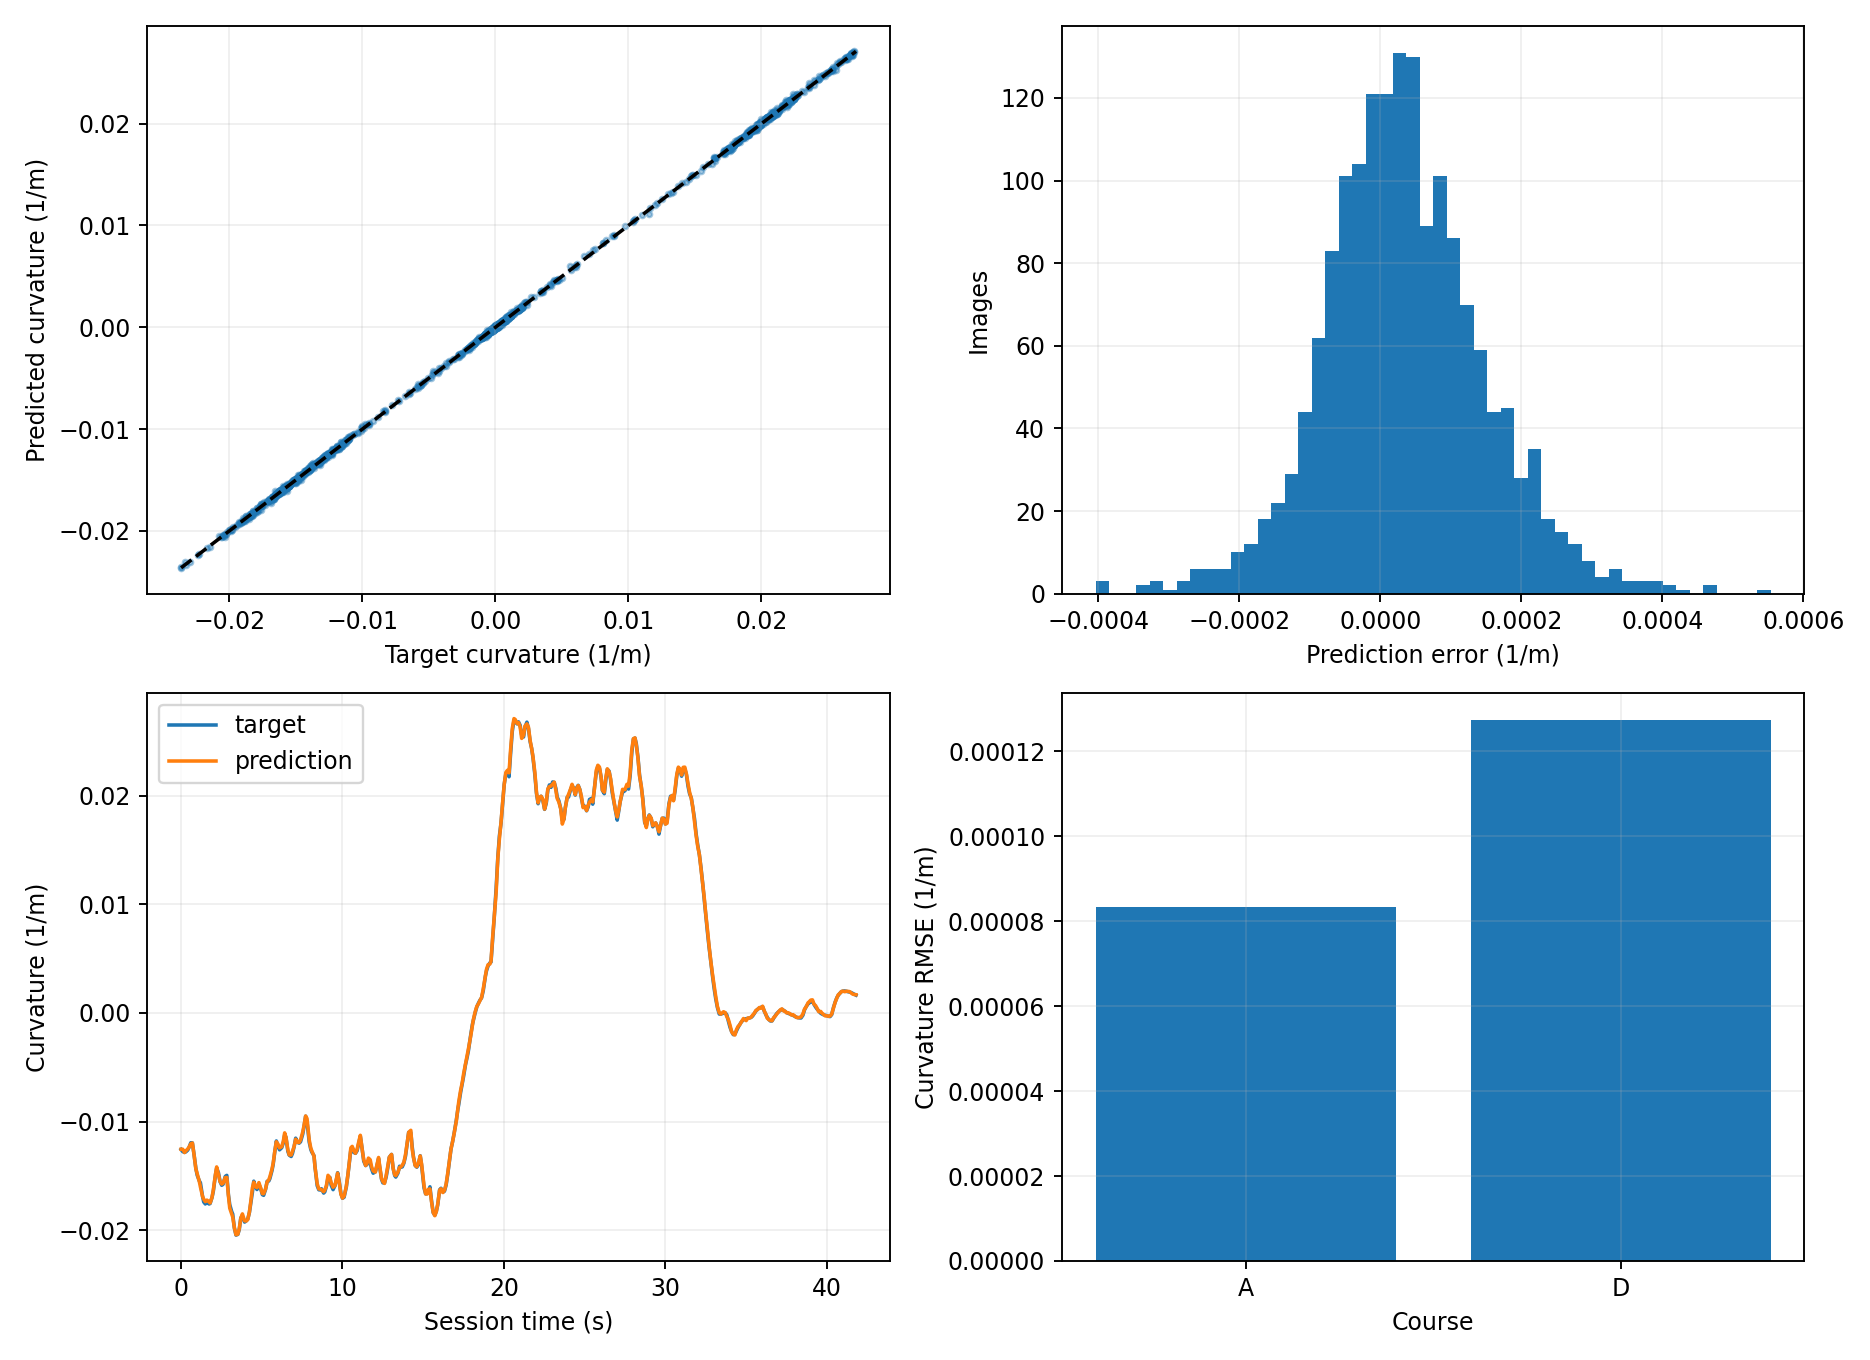 0.02
0.01
0.00
−0.01
−0.02
Predicted curvature (1/m)
−0.02 −0.01 0.00 0.01 0.02
Target curvature (1/m)
120
100
80
60
40
20
0
Images
−0.0004 −0.0002 0.0000 0.0002 0.0004 0.0006
Prediction error (1/m)
target
prediction
0.02
0.01
0.00
−0.01
−0.02
Curvature (1/m)
0 10 20 30 40
Session time (s)
0.00012
0.00010
0.00008
0.00006
0.00004
0.00002
0.00000
Curvature RMSE (1/m)
A D
Course